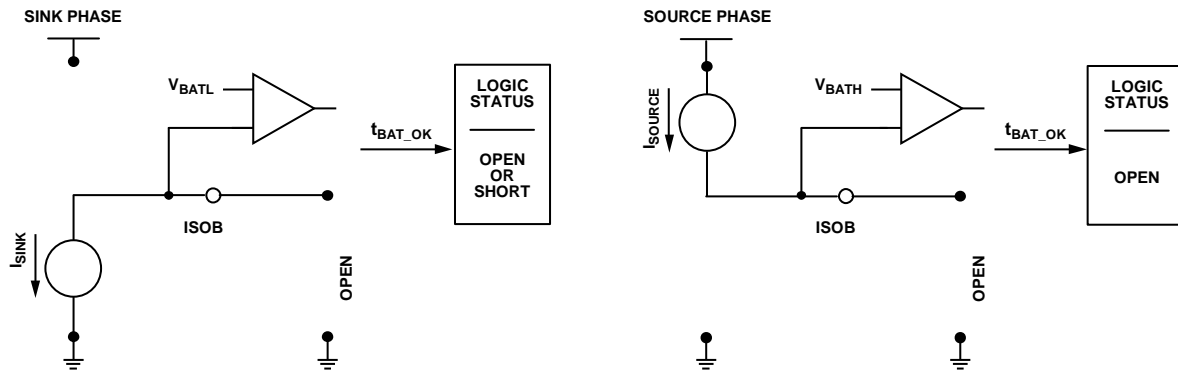 SINK PHASE
V_BATL
t_BAT_OK
LOGIC
STATUS
OPEN
OR
SHORT
ISOB
I_SINK
OPEN
SOURCE PHASE
I_SOURCE
V_BATH
t_BAT_OK
LOGIC
STATUS
OPEN
ISOB
OPEN